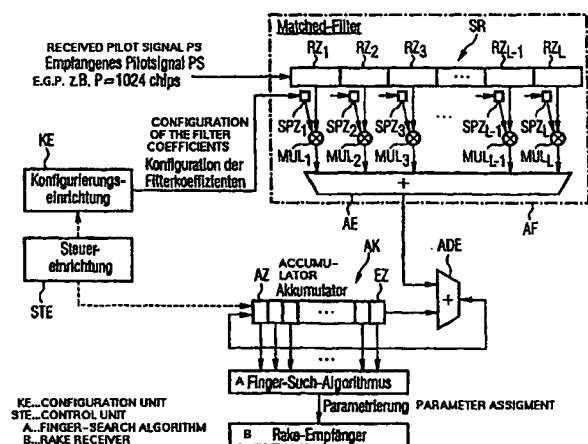 Matched-Filter
SR
RZ1 RZ2 RZ3 ... RZL-1 RZL
RECEIVED PILOT SIGNAL PS
Empfangenes Pilotsignal PS
E.G.P. z.B. P=1024 chips
CONFIGURATION
OF THE FILTER
COEFFICIENTS
Konfiguration der
Filterkoeffizienten
SPZ1 SPZ2 SPZ3 ... SPZL-1 SPZL
MUL1 MUL2 MUL3 MULL-1 MULL
+
AE AF
KE
Konfigurierungs-
einrichtung
Steuer-
einrichtung
STE
AK ADE
ACCUMU-
LATOR
Akkumulator
AZ EZ
...
+
...
A Finger-Such-Algorithmus
Parametrierung PARAMETER ASSIGMENT
B Rake-Empfänger
KE...CONFIGURATION UNIT
STE...CONTROL UNIT
A...FINGER-SEARCH ALGORITHM
B...RAKE RECEIVER